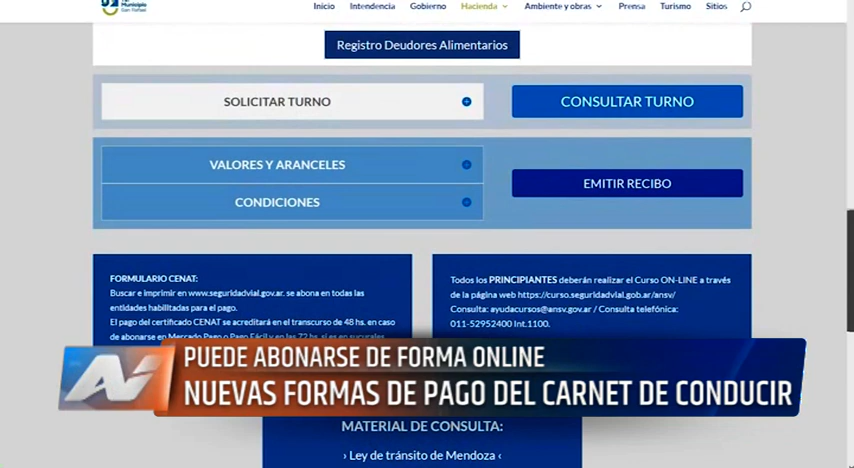 Municipio
San Rafael
Inicio Intendencia Gobierno Hacienda Ambiente y obras Prensa Turismo Sitios
Registro Deudores Alimentarios
SOLICITAR TURNO
CONSULTAR TURNO
VALORES Y ARANCELES
CONDICIONES
EMITIR RECIBO
FORMULARIO CENAT:
Buscar e imprimir en www.seguridadvial.gov.ar. se abona en todas las
entidades habilitadas para el pago.
El pago del certificado CENAT se acreditará en el transcurso de 48 hs. en caso
de abonarse en Mercado Pago o Pago Fácil y en las 72 hs. si es en sucursales
Todos los PRINCIPIANTES deberán realizar el Curso ON-LINE a través
de la página web https://curso.seguridadvial.gob.ar/ansv/
Consulta: ayudacursos@ansv.gov.ar / Consulta telefónica:
011-52952400 Int.1100.
PUEDE ABONARSE DE FORMA ONLINE
NUEVAS FORMAS DE PAGO DEL CARNET DE CONDUCIR
MATERIAL DE CONSULTA:
› Ley de tránsito de Mendoza ‹